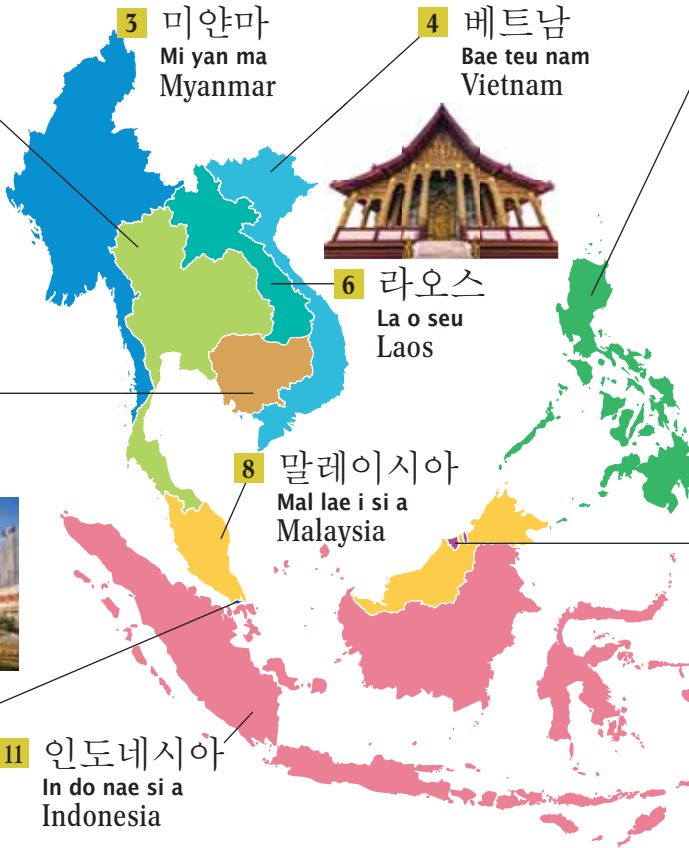 3 미얀마
Mi yan ma
Myanmar
4 베트남
Bae teu nam
Vietnam
6 라오스
La o seu
Laos
8 말레이시아
Mal lae i si a
Malaysia
11 인도네시아
In do nae si a
Indonesia